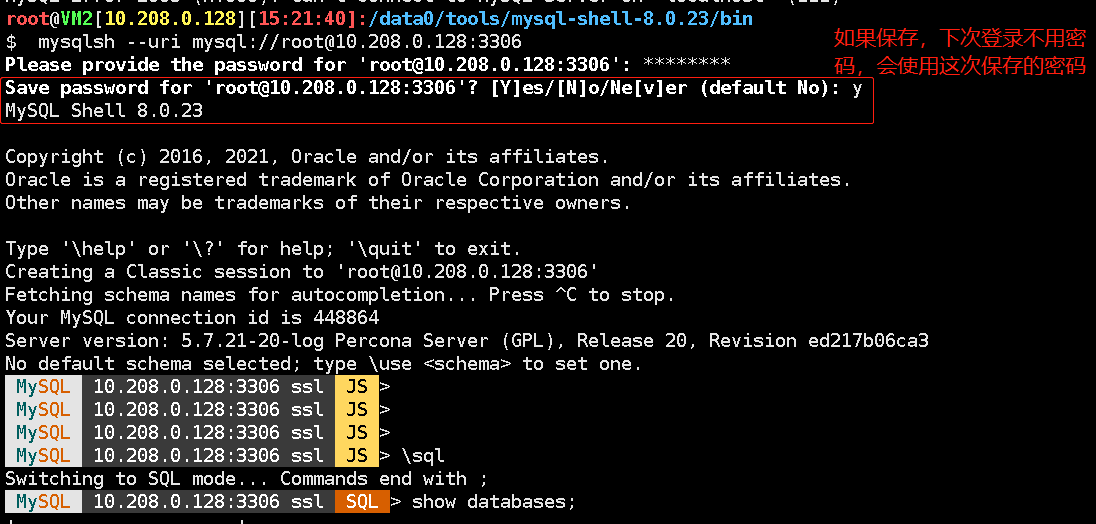 root@VM2[10.208.0.128][15:21:40]:/data0/tools/mysql-shell-8.0.23/bin
$  mysqlsh --uri mysql://root@10.208.0.128:3306
如果保存，下次登录不用密
码，会使用这次保存的密码
Please provide the password for 'root@10.208.0.128:3306': ********
Save password for 'root@10.208.0.128:3306'? [Y]es/[N]o/Ne[v]er (default No): y
MySQL Shell 8.0.23
Copyright (c) 2016, 2021, Oracle and/or its affiliates.
Oracle is a registered trademark of Oracle Corporation and/or its affiliates.
Other names may be trademarks of their respective owners.
Type '\help' or '\?' for help; '\quit' to exit.
Creating a Classic session to 'root@10.208.0.128:3306'
Fetching schema names for autocompletion... Press ^C to stop.
Your MySQL connection id is 448864
Server version: 5.7.21-20-log Percona Server (GPL), Release 20, Revision ed217b06ca3
No default schema selected; type \use <schema> to set one.
MySQL 10.208.0.128:3306 ssl JS >
MySQL 10.208.0.128:3306 ssl JS >
MySQL 10.208.0.128:3306 ssl JS >
MySQL 10.208.0.128:3306 ssl JS > \sql
Switching to SQL mode... Commands end with ;
MySQL 10.208.0.128:3306 ssl SQL > show databases;